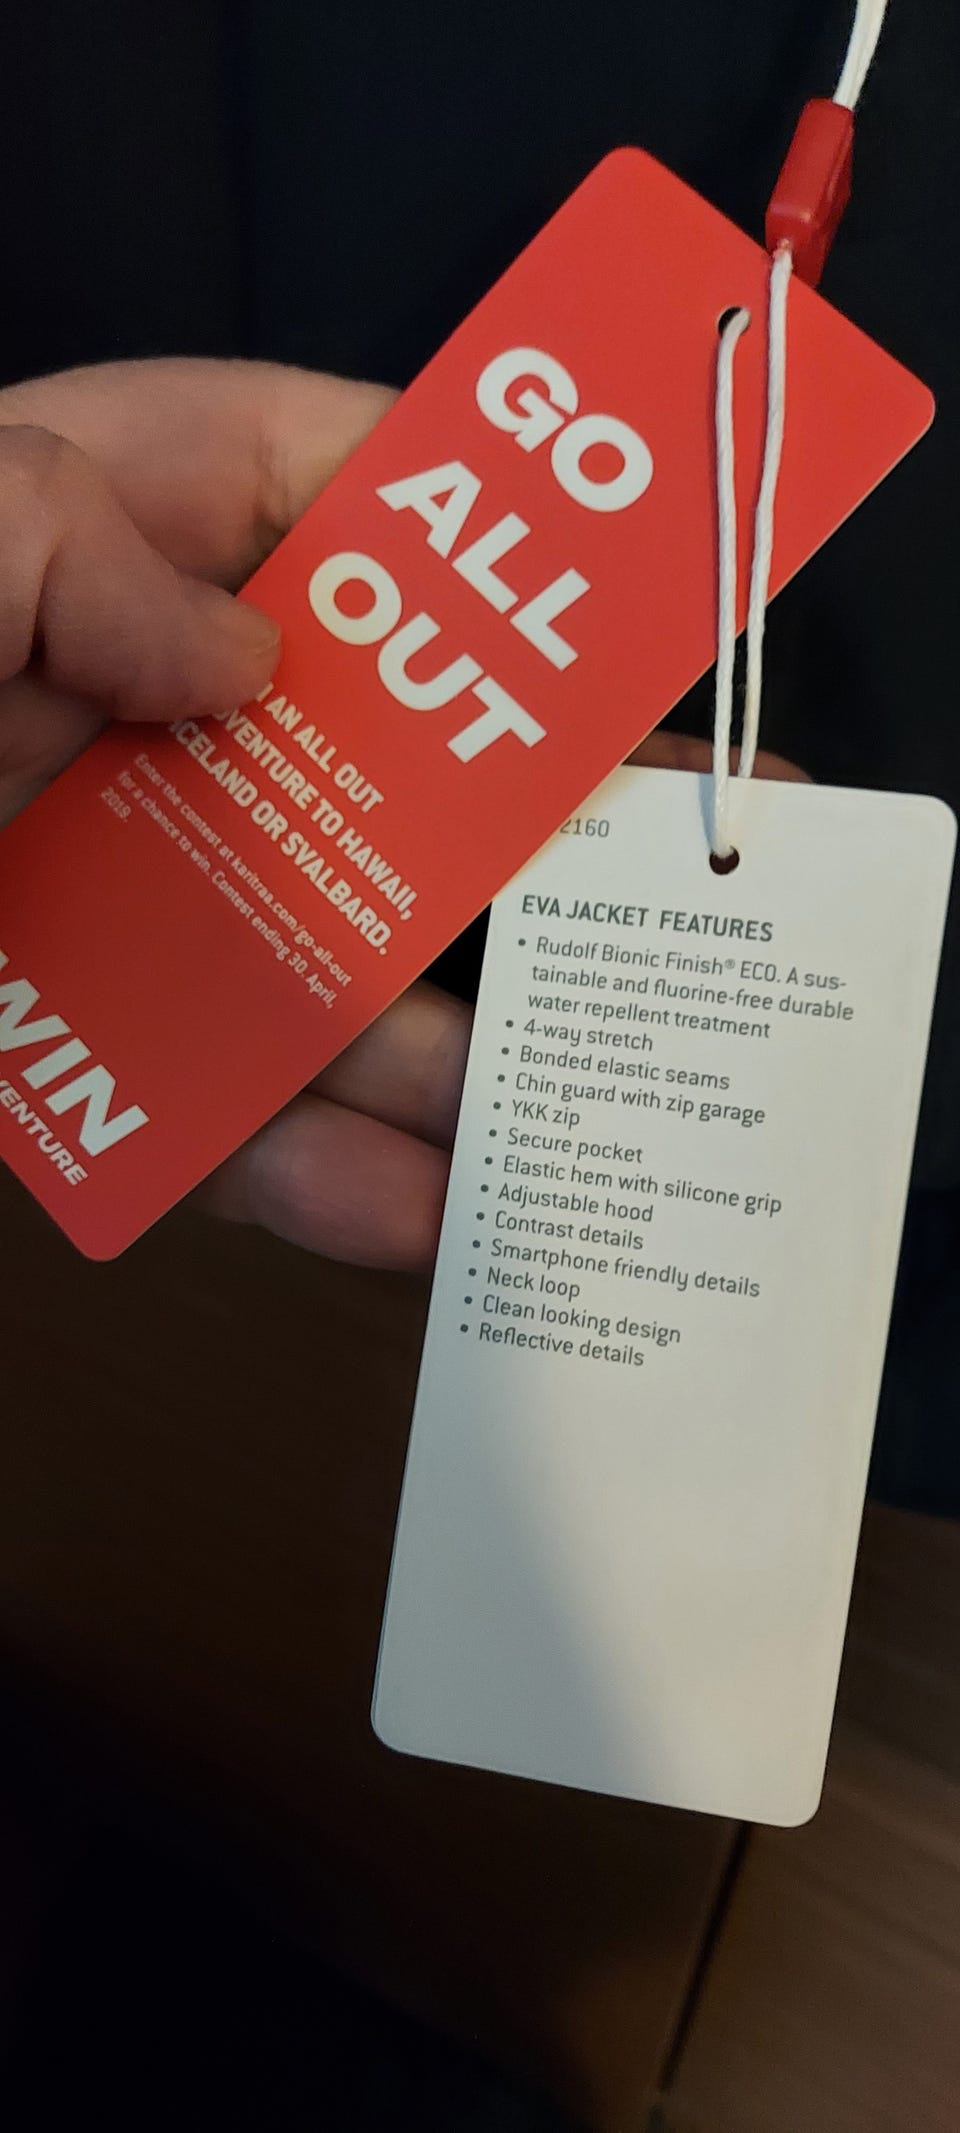 GO
ALL
OUT
AN ALL OUT
VENTURE TO HAWAII,
ICELAND OR SVALBARD.
Enter the contest at karitraa.com/go-all-out
for a chance to win. Contest ending 30. April,
2019.
WIN
VENTURE
2160
EVA JACKET FEATURES
• Rudolf Bionic Finish® ECO. A sus-
tainable and fluorine-free durable
water repellent treatment
• 4-way stretch
• Bonded elastic seams
• Chin guard with zip garage
• YKK zip
• Secure pocket
• Elastic hem with silicone grip
• Adjustable hood
• Contrast details
• Smartphone friendly details
• Neck loop
• Clean looking design
• Reflective details